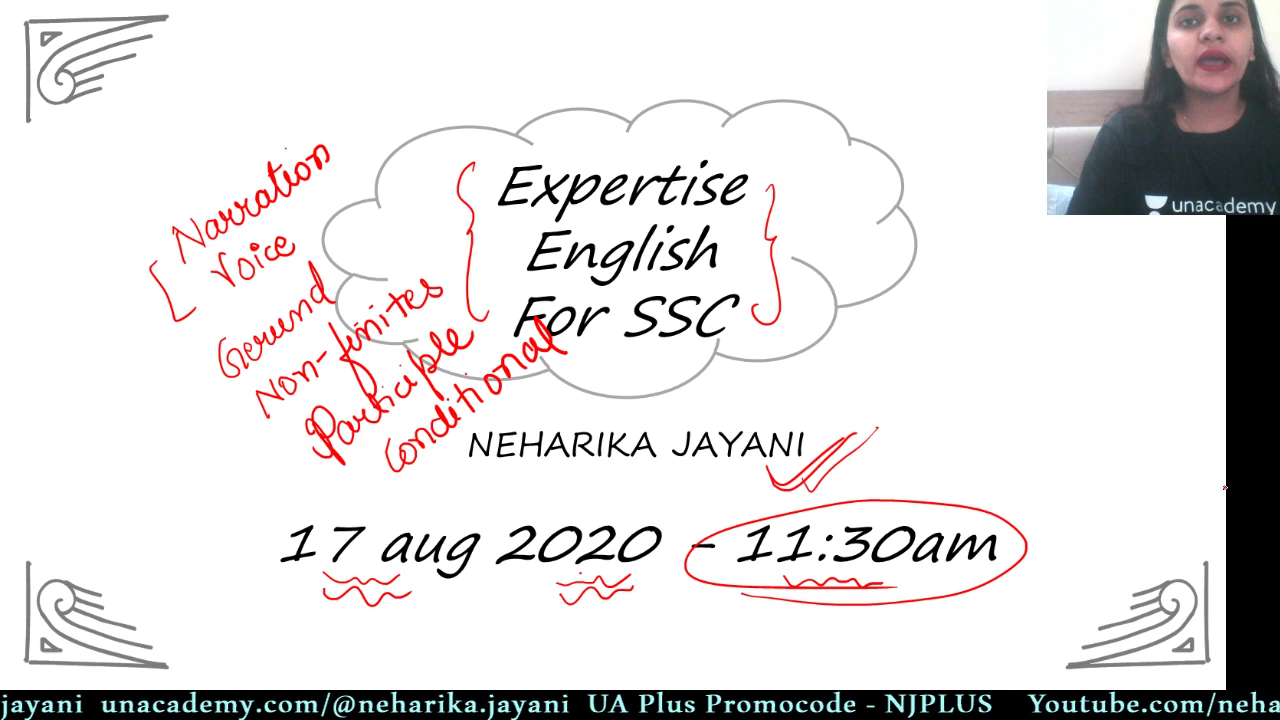 Expertise
English
For SSC
Narration
Voice
Gerund
Non-finites
Participle
Conditional
NEHARIKA JAYANI
17 aug 2020 - 11:30am
unacademy
jayani unacademy.com/@neharika.jayani UA Plus Promocode - NJPLUS Youtube.com/neha